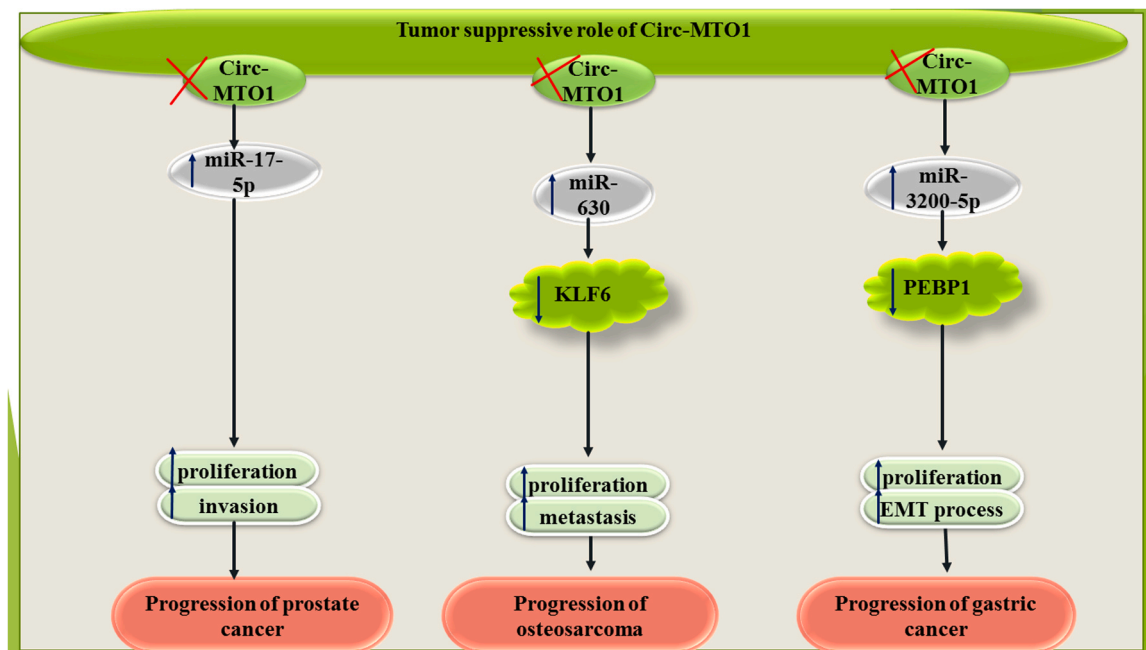 Tumor suppressive role of Circ-MTO1
Circ-
MTO1
miR-17-
5p
proliferation
invasion
Progression of prostate
cancer
Circ-
MTO1
miR-
630
KLF6
proliferation
metastasis
Progression of
osteosarcoma
Circ-
MTO1
miR-
3200-5p
PEBP1
proliferation
EMT process
Progression of gastric
cancer